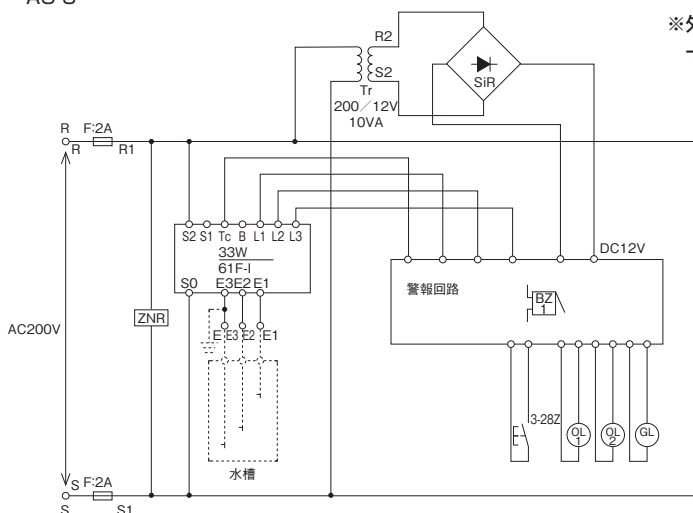 R2
S2
SiR
Tr
200／12V
10VA
R F:2A
R R1
S2 S1 Tc B L1 L2 L3
33W
61F-I
S0 E3E2 E1
E E3 E2 E1
ZNR
AC200V
水槽
DC12V
警報回路
BZ
1
3-28Z
OL
1
OL
2
GL
S F:2A
S S1